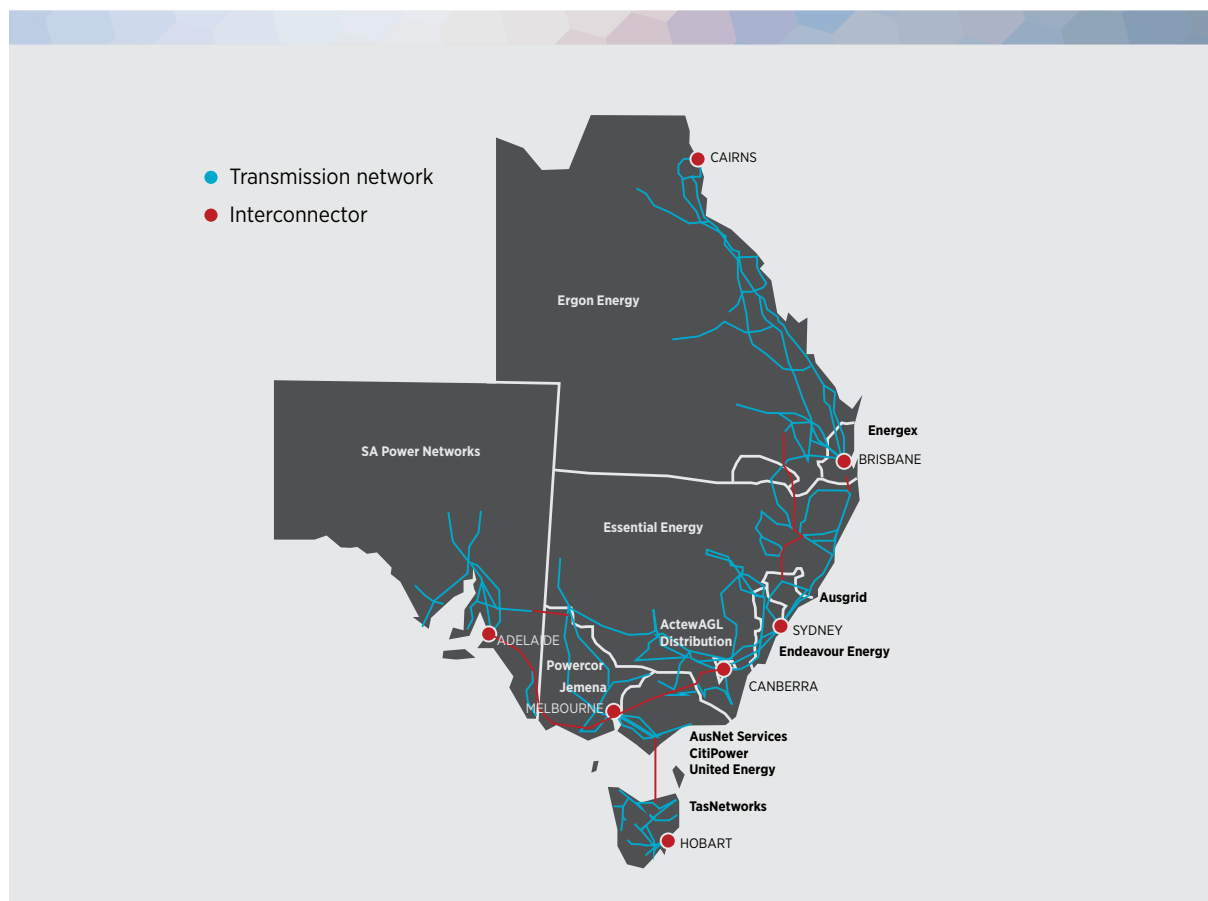 CAIRNS
Transmission network
Interconnector
Ergon Energy
Energex
SA Power Networks
BRISBANE
Essential Energy
Ausgrid
ActewAGL
Distribution
SYDNEY
ADELAIDE
Endeavour Energy
Powercor
Jemena
CANBERRA
MELBOURNE
AusNet Services
CitiPower
United Energy
TasNetworks
HOBART